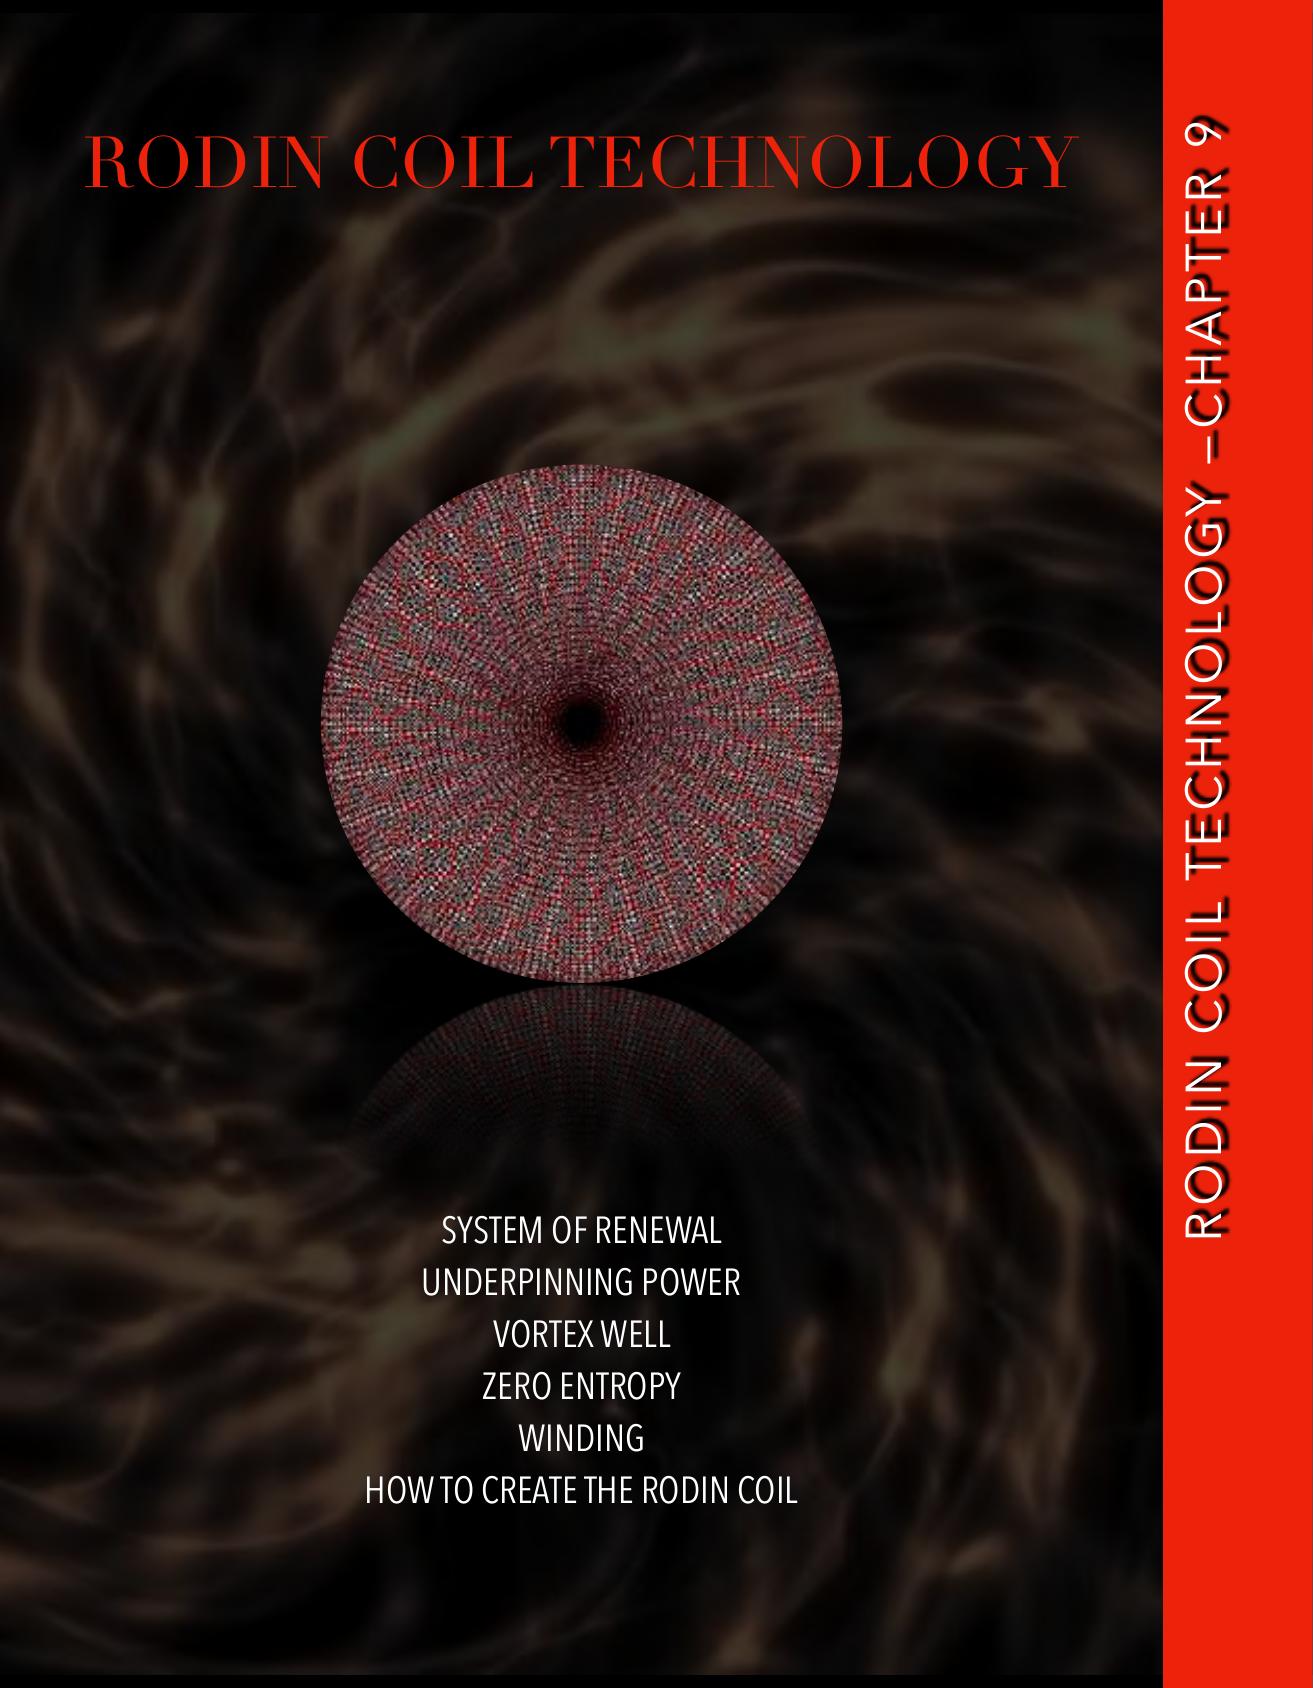 RODIN COIL TECHNOLOGY
SYSTEM OF RENEWAL
UNDERPINNING POWER
VORTEX WELL
ZERO ENTROPY
WINDING
HOW TO CREATE THE RODIN COIL
RODIN COIL TECHNOLOGY –CHAPTER 9